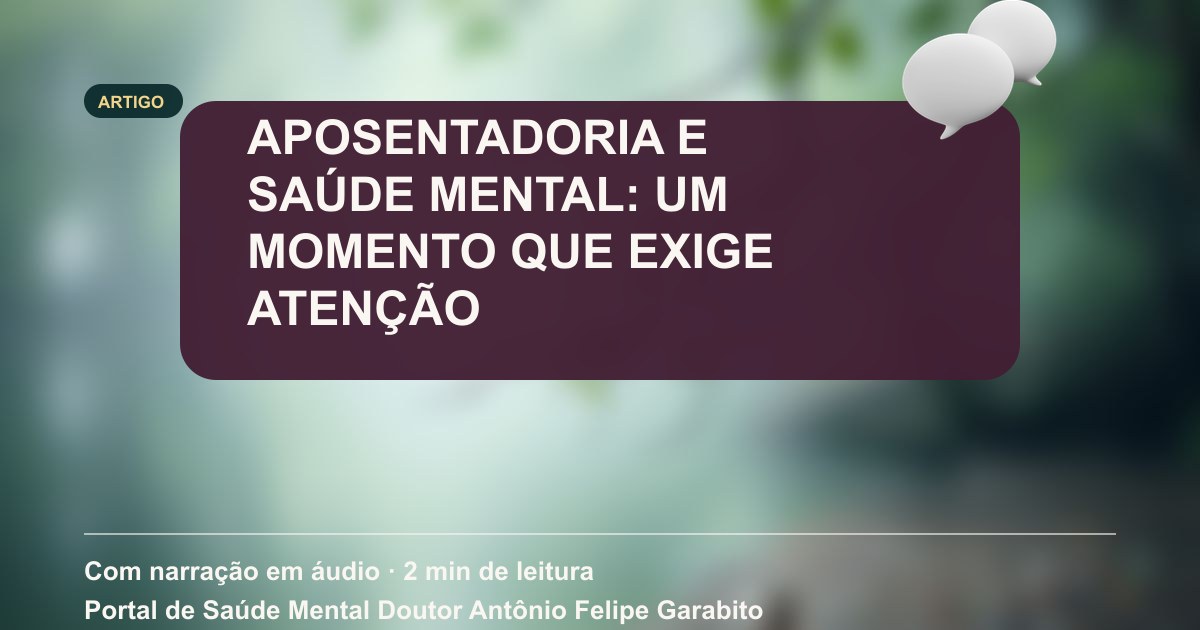 ARTIGO
APOSENTADORIA E
SAÚDE MENTAL: UM
MOMENTO QUE EXIGE
ATENÇÃO
Com narração em áudio · 2 min de leitura
Portal de Saúde Mental Doutor Antônio Felipe Garabito